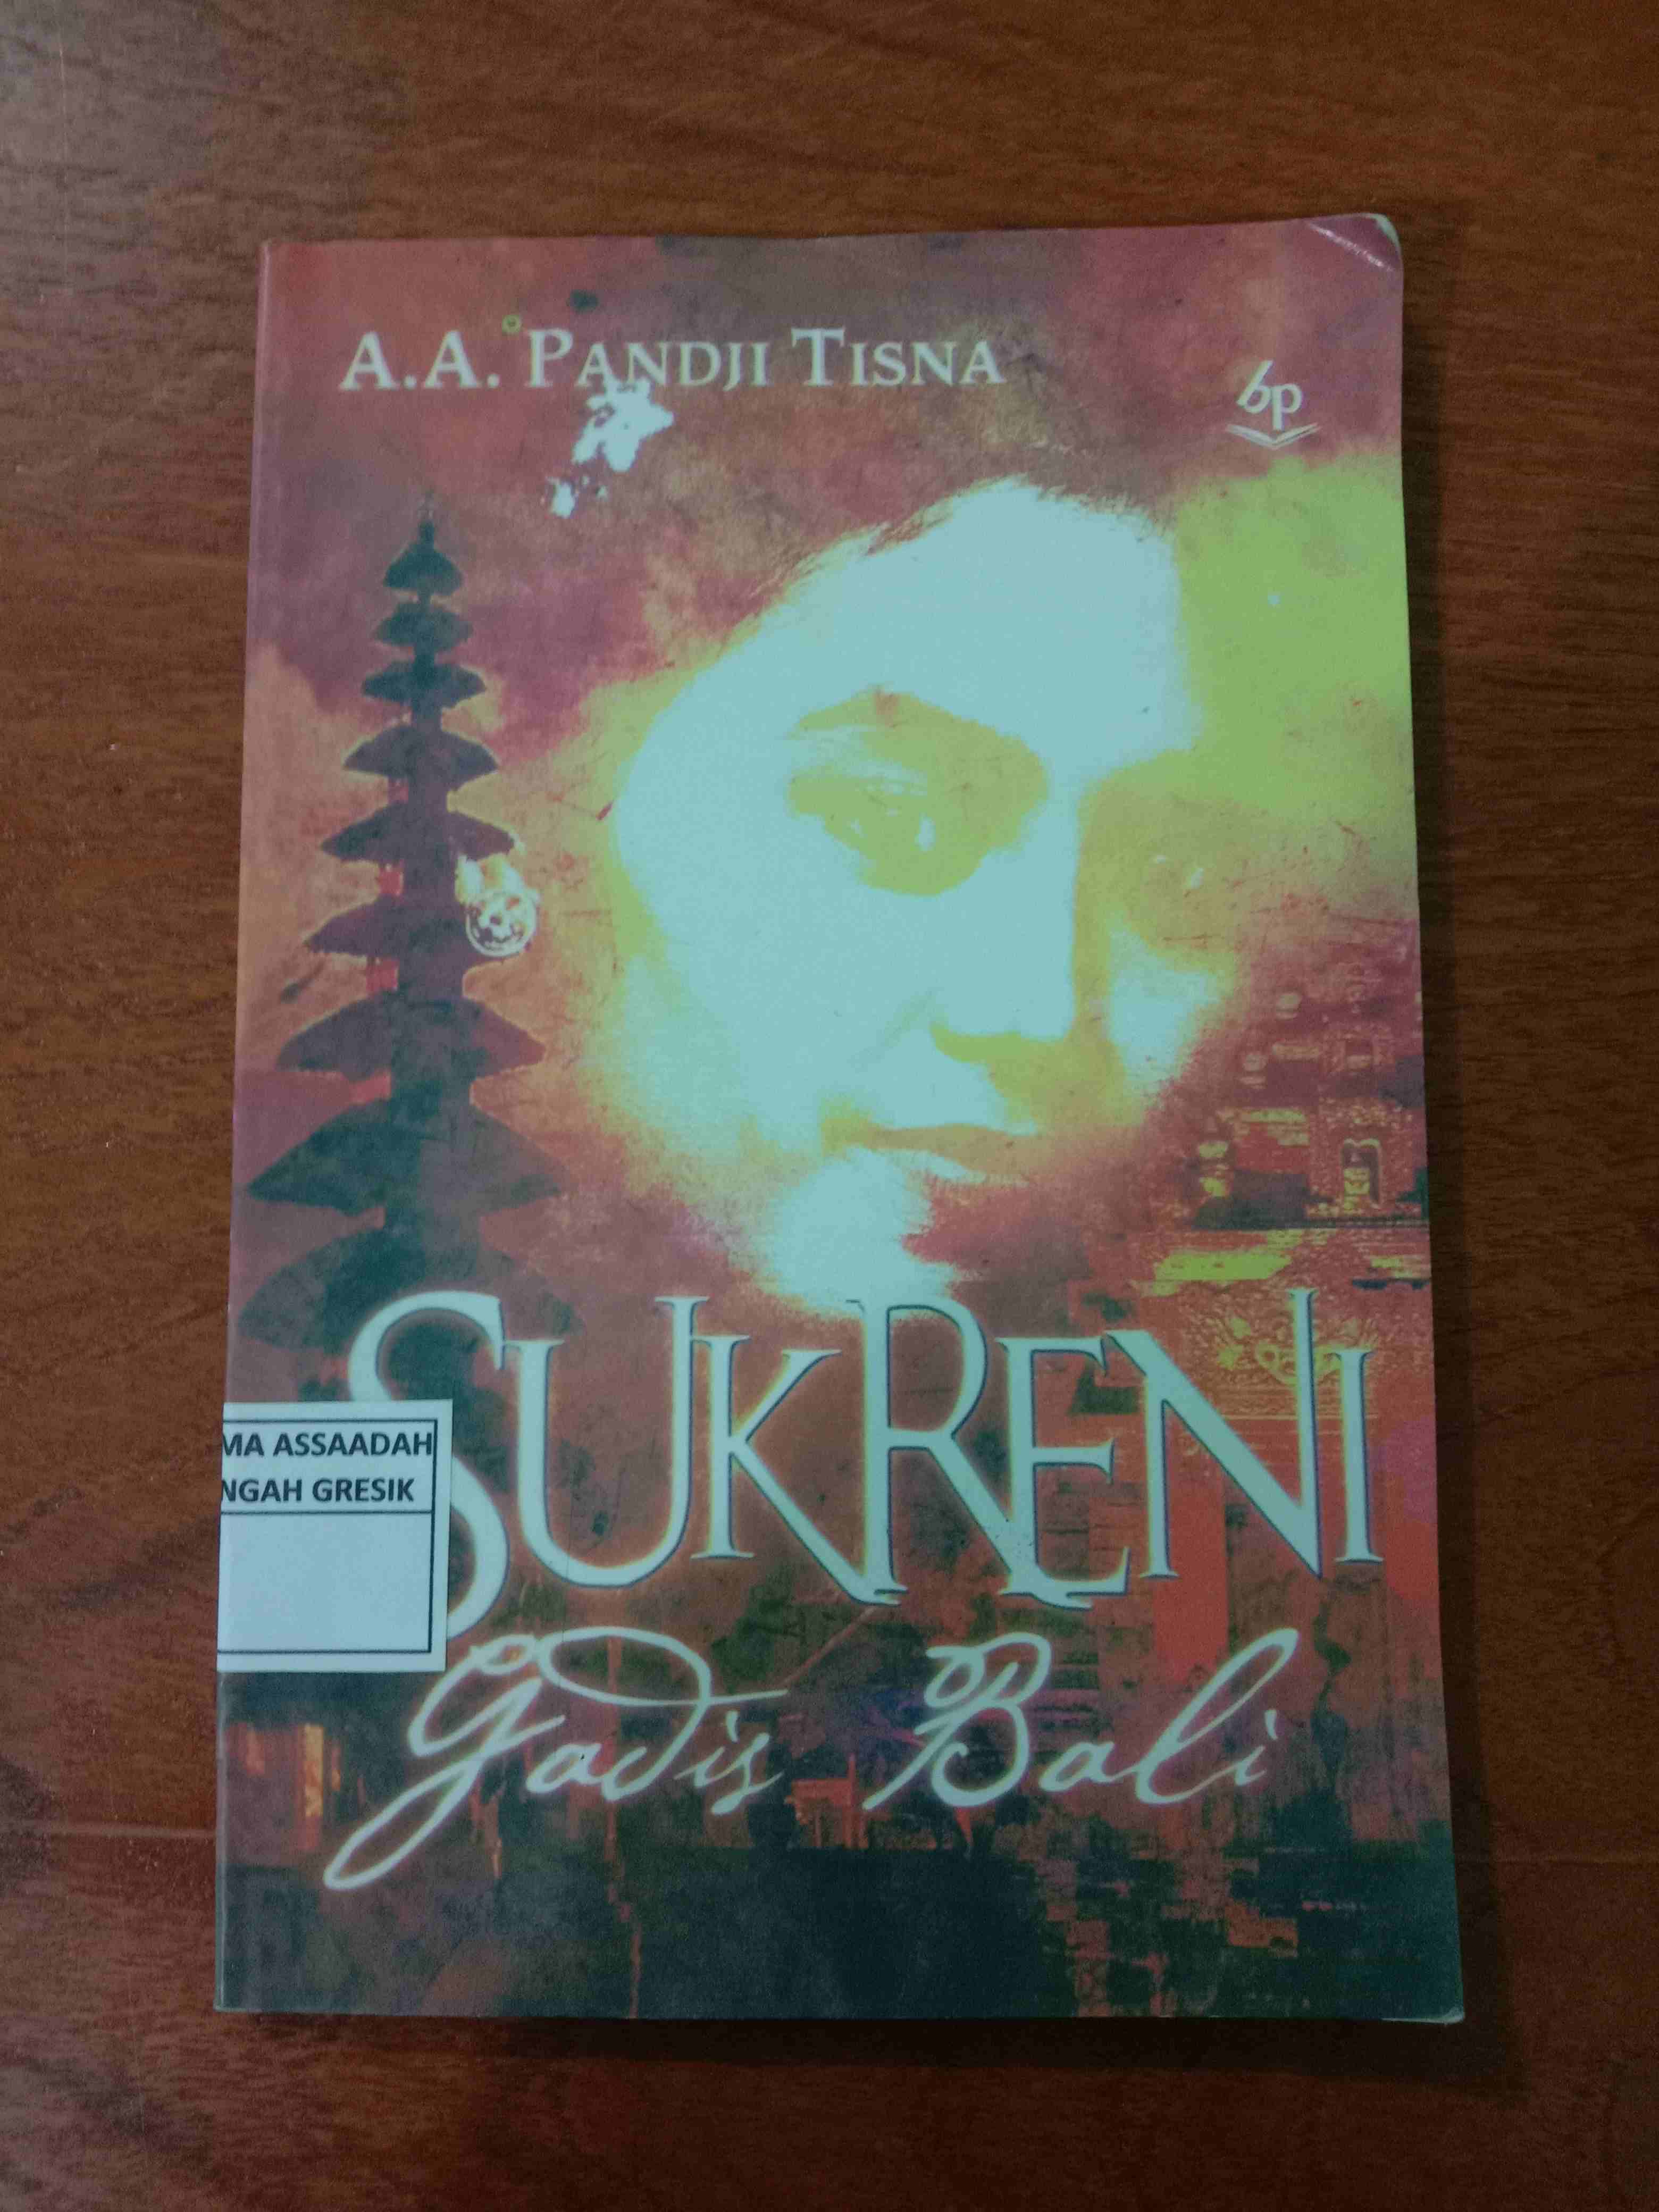 A.A. PANDJI TISNA
bp
SUKRENI
MA ASSAADAH
NGAH GRESIK
Gadis Bali